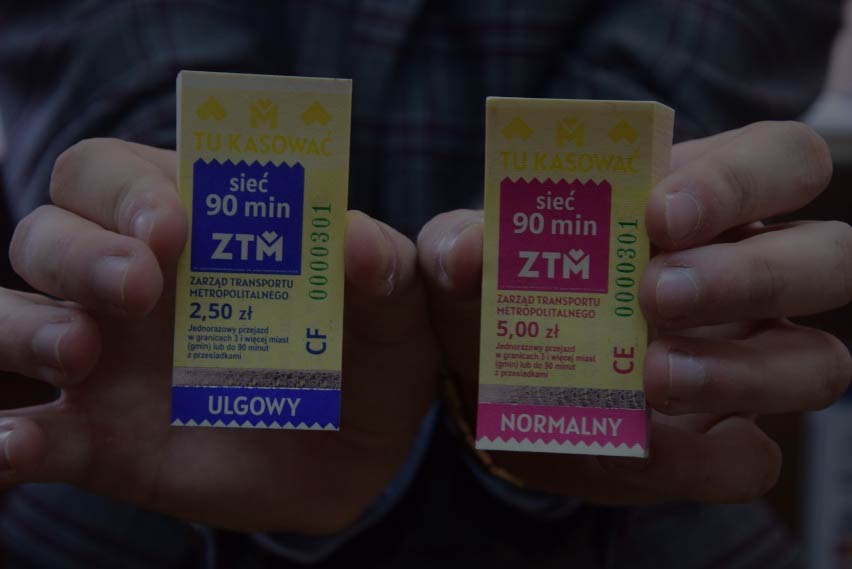 TU KASOWAĆ
sieć
90 min
ZTM
0000301
ZARZĄD TRANSPORTU
METROPOLITALNEGO
2,50 zł
Jednorazowy przejazd
w granicach 3 i więcej miast
(gmin) lub do 90 minut
z przesiadkami
CF
ULGOWY
TU KASOWAĆ
sieć
90 min
ZTM
0000301
ZARZĄD TRANSPORTU
METROPOLITALNEGO
5,00 zł
Jednorazowy przejazd
w granicach 3 i więcej miast
(gmin) lub do 90 minut
z przesiadkami
CE
NORMALNY